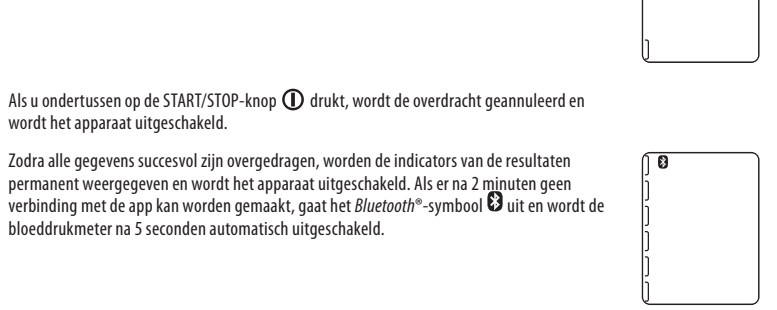 Als u ondertussen op de START/STOP-knop drukt, wordt de overdracht geannuleerd en
wordt het apparaat uitgeschakeld.
Zodra alle gegevens succesvol zijn overgedragen, worden de indicators van de resultaten
permanent weergegeven en wordt het apparaat uitgeschakeld. Als er na 2 minuten geen
verbinding met de app kan worden gemaakt, gaat het Bluetooth®-symbool uit en wordt de
bloeddrukmeter na 5 seconden automatisch uitgeschakeld.